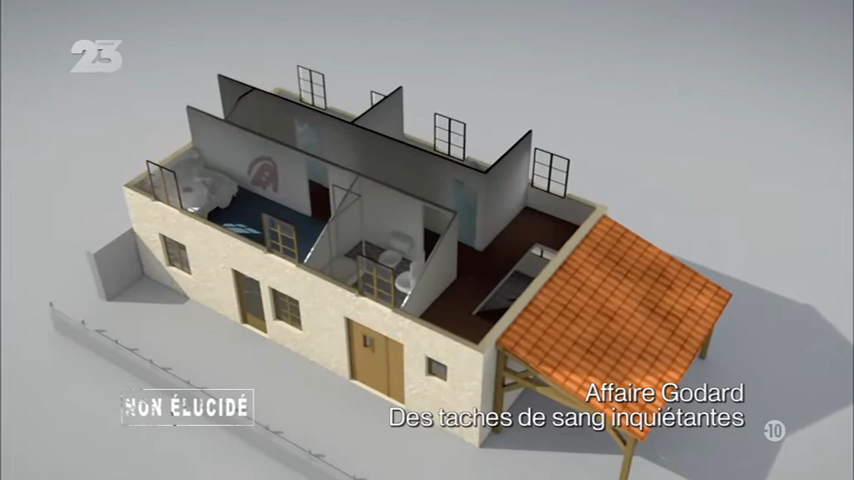 23
NON ÉLUCIDÉ
Affaire Godard
Des taches de sang inquiétantes
-10